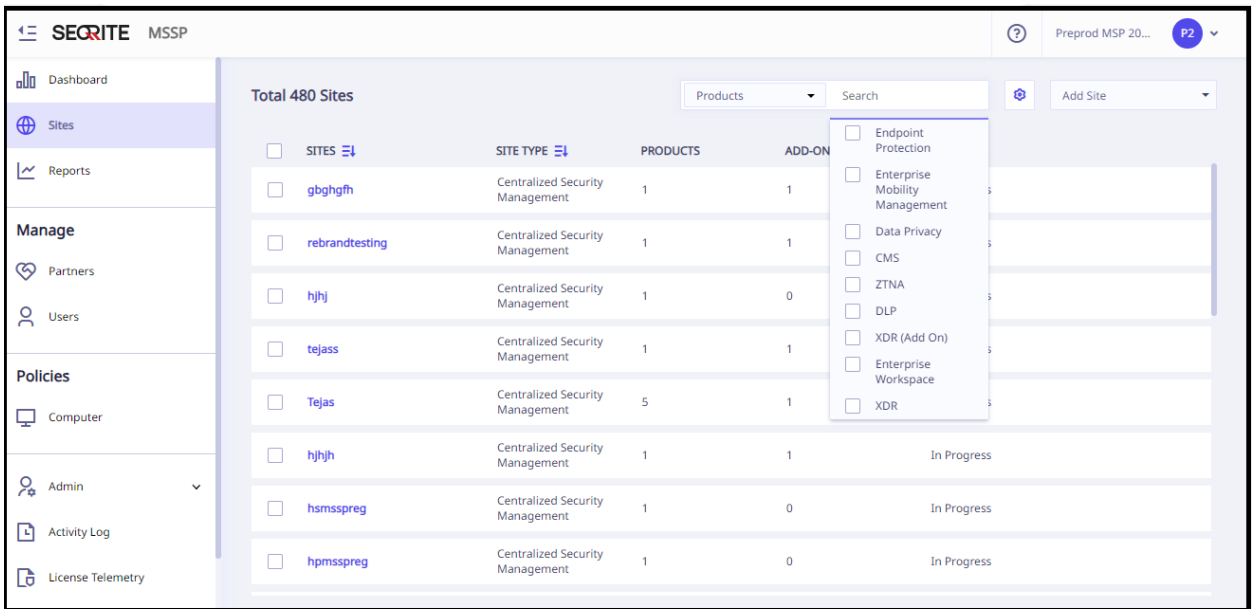 SEQRITE MSSP
Preprod MSP 20...
P2
Dashboard
Sites
Reports
Manage
Partners
Users
Policies
Computer
Admin
Activity Log
License Telemetry
Total 480 Sites
Products
Search
Add Site
SITES
SITE TYPE
PRODUCTS
ADD-ON
gbghgfh
Centralized Security
Management
1
1
rebrandtesting
Centralized Security
Management
1
1
hjhj
Centralized Security
Management
1
0
tejass
Centralized Security
Management
1
1
Tejas
Centralized Security
Management
5
1
hjhjh
Centralized Security
Management
1
1
In Progress
hsmsspreg
Centralized Security
Management
1
0
In Progress
hpmsspreg
Centralized Security
Management
1
0
In Progress
Endpoint
Protection
Enterprise
Mobility
Management
Data Privacy
CMS
ZTNA
DLP
XDR (Add On)
Enterprise
Workspace
XDR